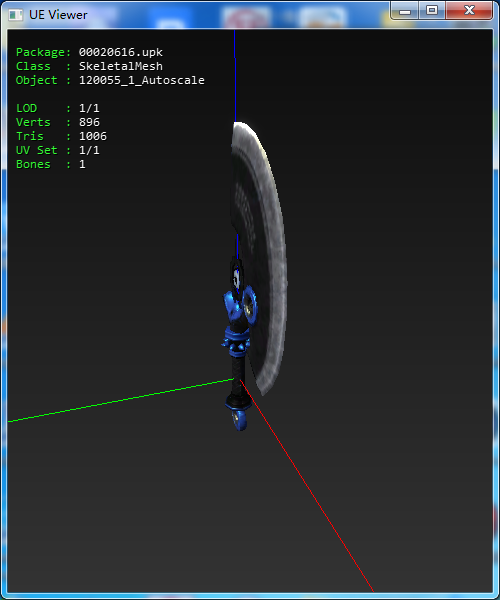 UE Viewer
Package: 00020616.upk
Class : SkeletalMesh
Object : 120055_1_Autoscale
LOD : 1/1
Verts : 896
Tris : 1006
UV Set : 1/1
Bones : 1